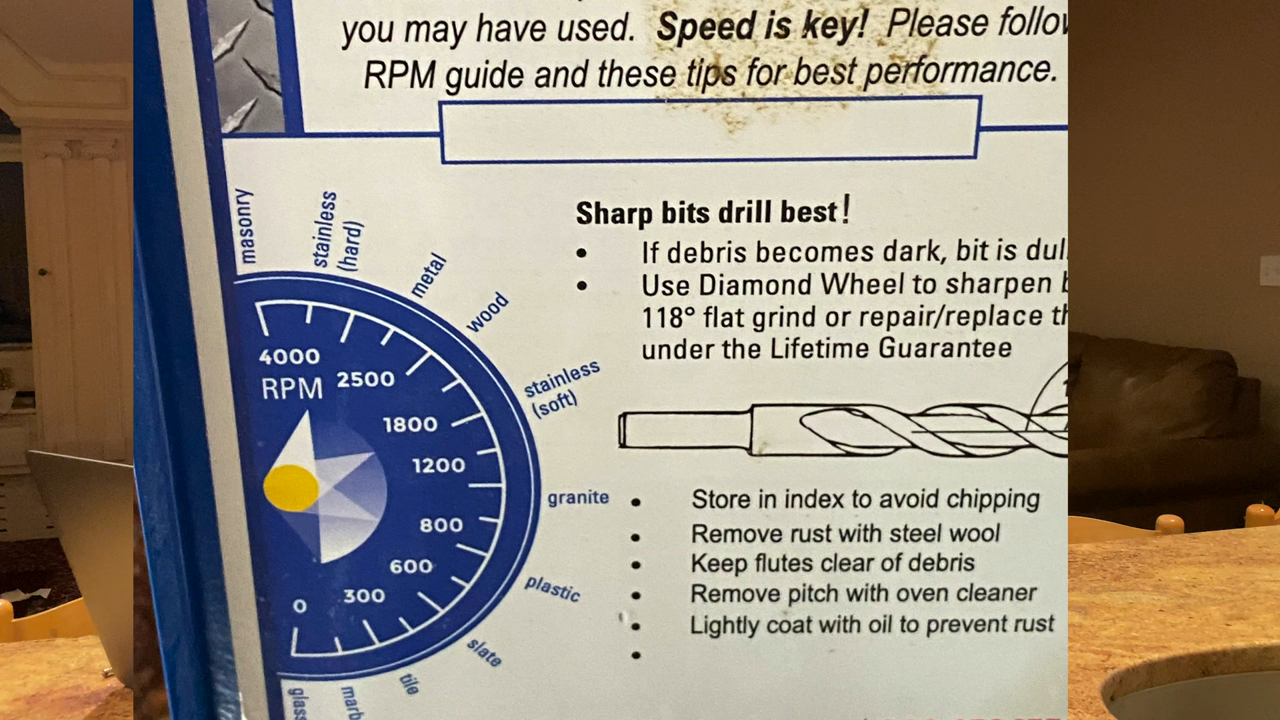 you may have used. Speed is key! Please follow
RPM guide and these tips for best performance.
masonry
stainless
(hard)
metal
wood
stainless
(soft)
granite
plastic
slate
tile
4000
RPM
2500
1800
1200
800
600
300
0
Sharp bits drill best!
• If debris becomes dark, bit is
• Use Diamond Wheel to sharpen
118° flat grind or repair/replace
under the Lifetime Guarantee
• Store in index to avoid chipping
• Remove rust with steel wool
• Keep flutes clear of debris
• Remove pitch with oven cleaner
• Lightly coat with oil to prevent rust
•